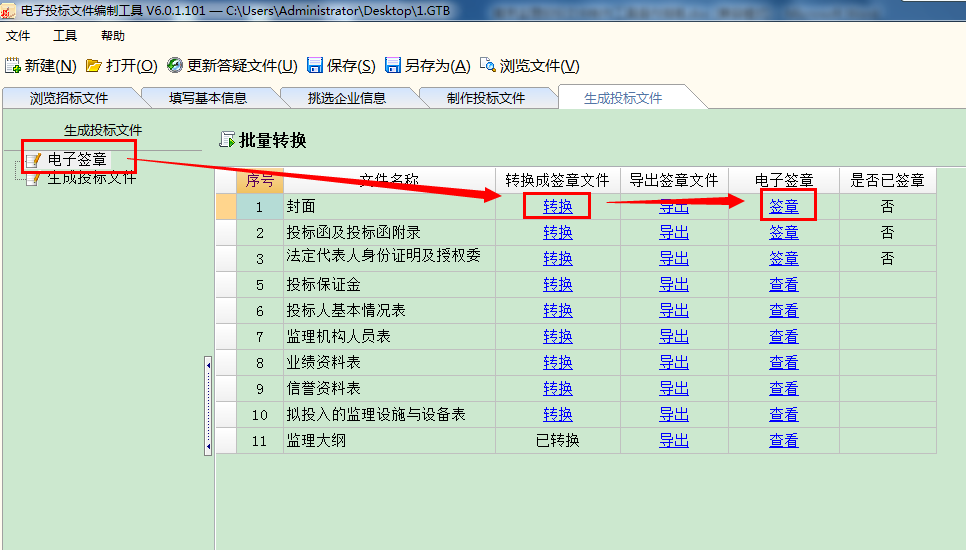 电子投标文件编制工具 V6.0.1.101 — C:\Users\Administrator\Desktop\1.GTB
文件 工具 帮助
新建(N) 打开(O) 更新答疑文件(U) 保存(S) 另存为(A) 浏览文件(V)
浏览招标文件 填写基本信息 挑选企业信息 制作投标文件 生成投标文件
生成投标文件
电子签章
生成投标文件
批量转换
序号 文件名称 转换成签章文件 导出签章文件 电子签章 是否已签章
1 封面 转换 导出 签章 否
2 投标函及投标函附录 转换 导出 签章 否
3 法定代表人身份证明及授权委 转换 导出 签章 否
5 投标保证金 转换 导出 查看
6 投标人基本情况表 转换 导出 查看
7 监理机构人员表 转换 导出 查看
8 业绩资料表 转换 导出 查看
9 信誉资料表 转换 导出 查看
10 拟投入的监理设施与设备表 转换 导出 查看
11 监理大纲 已转换 导出 查看